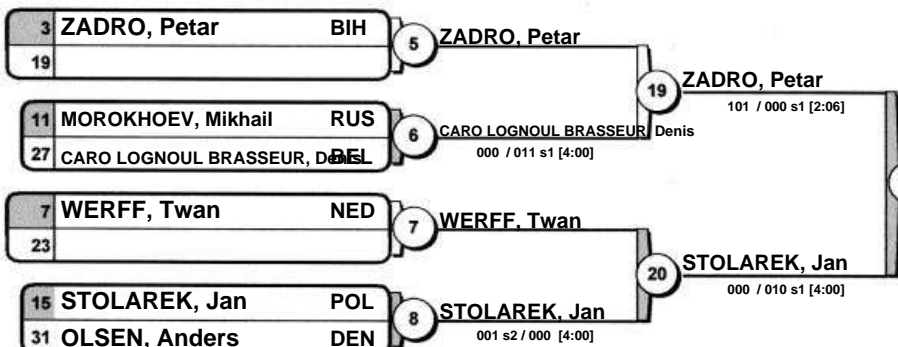 3 ZADRO, Petar BIH
19
5
ZADRO, Petar
11 MOROKHOEV, Mikhail RUS
27 CARO LOGNOUL BRASSEUR, Denis BEL
6
CARO LOGNOUL BRASSEUR, Denis
000 / 011 s1 [4:00]
19
ZADRO, Petar
101 / 000 s1 [2:06]
7 WERFF, Twan NED
23
7
WERFF, Twan
15 STOLAREK, Jan POL
31 OLSEN, Anders DEN
8
STOLAREK, Jan
001 s2 / 000 [4:00]
20
STOLAREK, Jan
000 / 010 s1 [4:00]